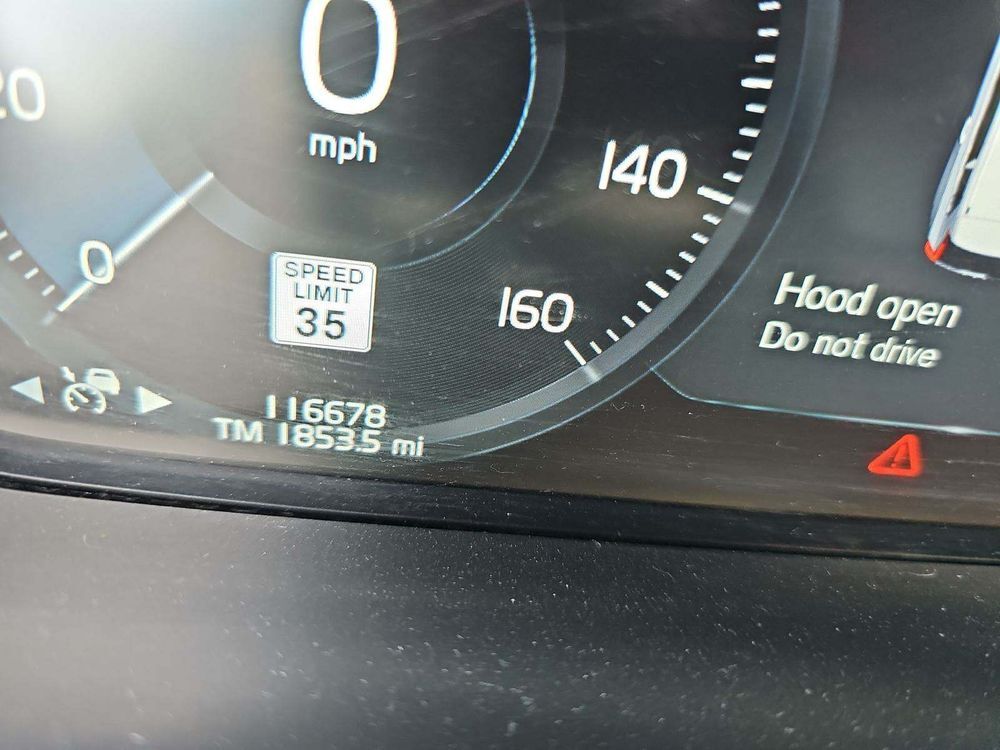 0
mph
20
140
0
SPEED
LIMIT
35
160
Hood open
Do not drive
116678
TM 1853.5 mi